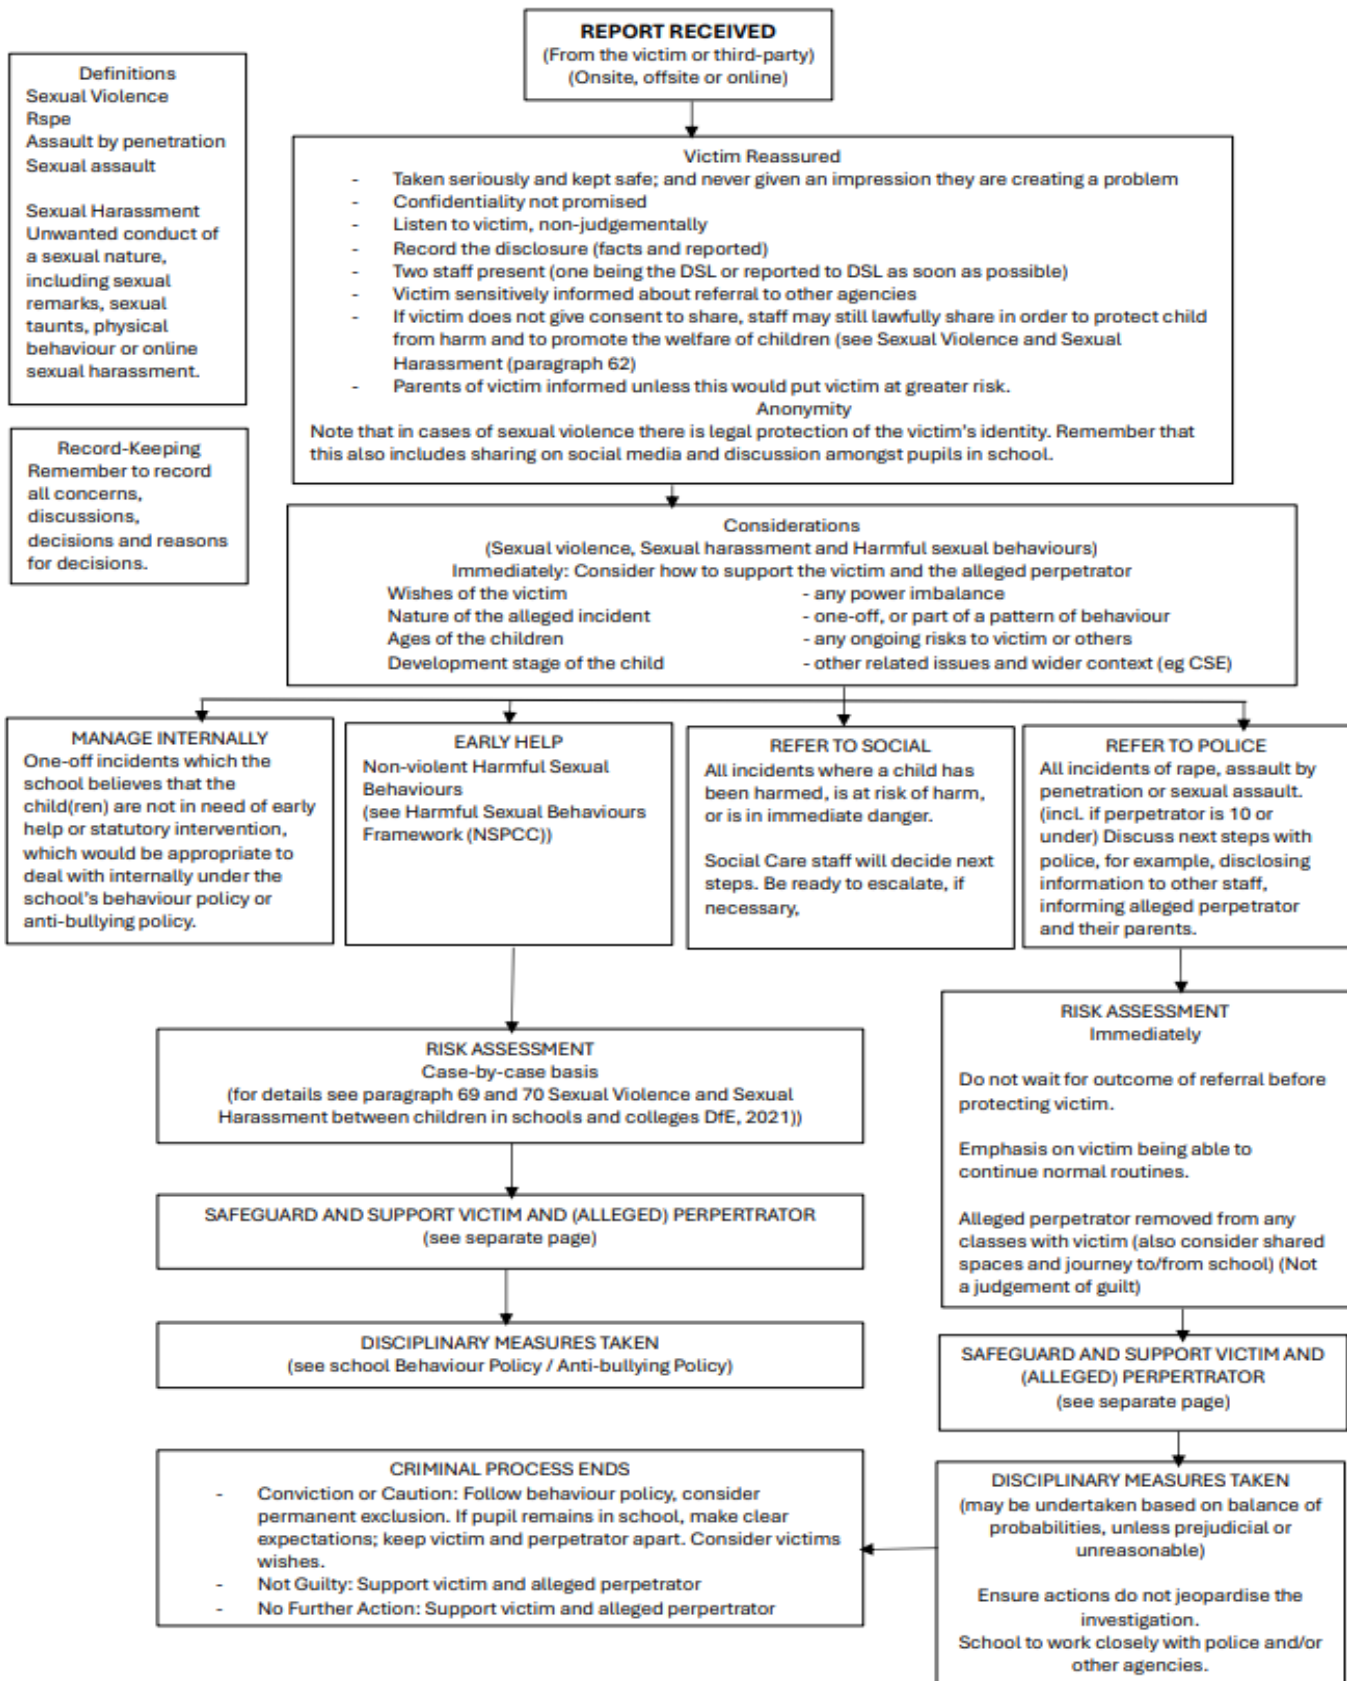 REPORT RECEIVED
(From the victim or third-party)
(Onsite, offsite or online)
Definitions
Sexual Violence
Rspe
Assault by penetration
Sexual assault
Sexual Harassment
Unwanted conduct of
a sexual nature,
including sexual
remarks, sexual
taunts, physical
behaviour or online
sexual harassment.
Record-Keeping
Remember to record
all concerns,
discussions,
decisions and reasons
for decisions.
Victim Reassured
- Taken seriously and kept safe; and never given an impression they are creating a problem
- Confidentiality not promised
- Listen to victim, non-judgementally
- Record the disclosure (facts and reported)
- Two staff present (one being the DSL or reported to DSL as soon as possible)
- Victim sensitively informed about referral to other agencies
- If victim does not give consent to share, staff may still lawfully share in order to protect child
from harm and to promote the welfare of children (see Sexual Violence and Sexual
Harassment (paragraph 62)
- Parents of victim informed unless this would put victim at greater risk.
Anonymity
Note that in cases of sexual violence there is legal protection of the victim's identity. Remember that
this also includes sharing on social media and discussion amongst pupils in school.
Considerations
(Sexual violence, Sexual harassment and Harmful sexual behaviours)
Immediately: Consider how to support the victim and the alleged perpetrator
Wishes of the victim - any power imbalance
Nature of the alleged incident - one-off, or part of a pattern of behaviour
Ages of the children - any ongoing risks to victim or others
Development stage of the child - other related issues and wider context (eg CSE)
MANAGE INTERNALLY
One-off incidents which the
school believes that the
child(ren) are not in need of early
help or statutory intervention,
which would be appropriate to
deal with internally under the
school's behaviour policy or
anti-bullying policy.
EARLY HELP
Non-violent Harmful Sexual
Behaviours
(see Harmful Sexual Behaviours
Framework (NSPCC))
REFER TO SOCIAL
All incidents where a child has
been harmed, is at risk of harm,
or is in immediate danger.
Social Care staff will decide next
steps. Be ready to escalate, if
necessary,
REFER TO POLICE
All incidents of rape, assault by
penetration or sexual assault.
(incl. if perpetrator is 10 or
under) Discuss next steps with
police, for example, disclosing
information to other staff,
informing alleged perpetrator
and their parents.
RISK ASSESSMENT
Case-by-case basis
(for details see paragraph 69 and 70 Sexual Violence and Sexual
Harassment between children in schools and colleges DfE, 2021))
SAFEGUARD AND SUPPORT VICTIM AND (ALLEGED) PERPERTRATOR
(see separate page)
DISCIPLINARY MEASURES TAKEN
(see school Behaviour Policy / Anti-bullying Policy)
RISK ASSESSMENT
Immediately
Do not wait for outcome of referral before
protecting victim.
Emphasis on victim being able to
continue normal routines.
Alleged perpetrator removed from any
classes with victim (also consider shared
spaces and journey to/from school) (Not
a judgement of guilt)
SAFEGUARD AND SUPPORT VICTIM AND
(ALLEGED) PERPERTRATOR
(see separate page)
DISCIPLINARY MEASURES TAKEN
(may be undertaken based on balance of
probabilities, unless prejudicial or
unreasonable)
Ensure actions do not jeopardise the
investigation.
School to work closely with police and/or
other agencies.
CRIMINAL PROCESS ENDS
- Conviction or Caution: Follow behaviour policy, consider
permanent exclusion. If pupil remains in school, make clear
expectations; keep victim and perpetrator apart. Consider victims
wishes.
- Not Guilty: Support victim and alleged perpetrator
- No Further Action: Support victim and alleged perpertrator